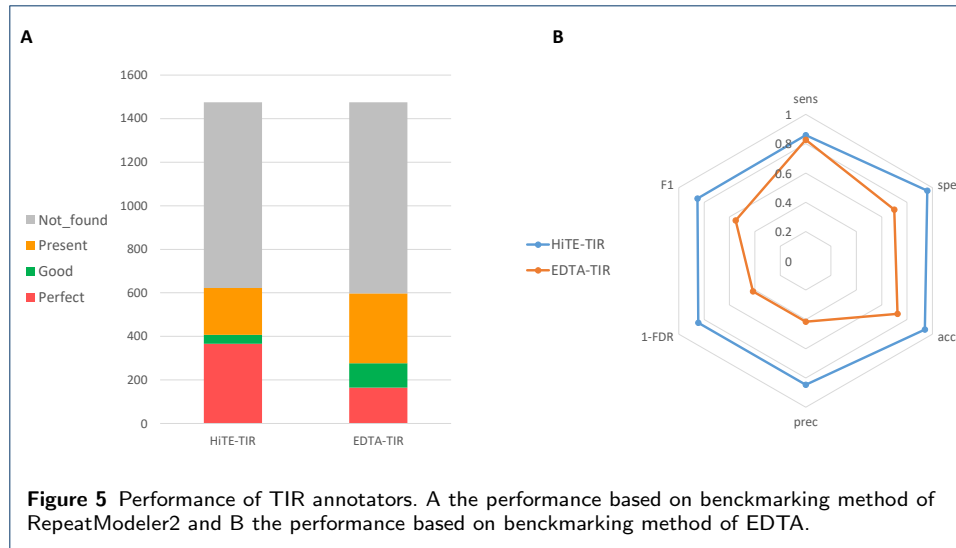 A
1600
1400
1200
1000
800
600
400
200
0
Not_found
Present
Good
Perfect
HiTE-TIR
EDTA-TIR
B
sens
spe
acc
prec
1-FDR
F1
1
0.8
0.6
0.4
0.2
0
HiTE-TIR
EDTA-TIR
Figure 5 Performance of TIR annotators. A the performance based on benckmarking method of
RepeatModeler2 and B the performance based on benckmarking method of EDTA.